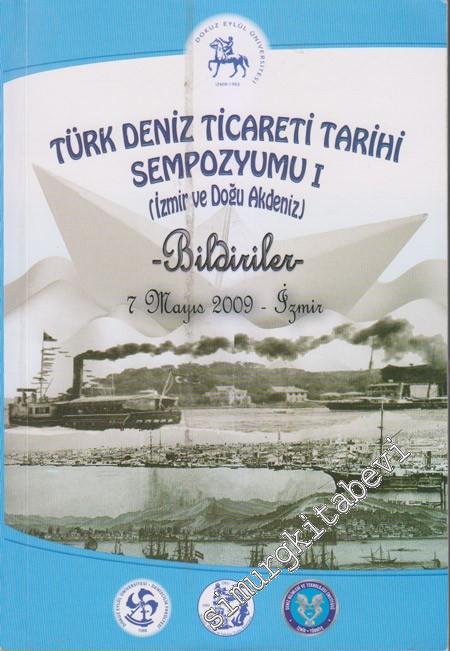 DOKUZ EYLÜL ÜNİVERSİTESİ
İZMİR-1982
TÜRK DENİZ TİCARETİ TARİHİ
SEMPOZYUMU I
(İzmir ve Doğu Akdeniz)
-Bildiriler-
7 Mayıs 2009 - İzmir
simurgkitabevi